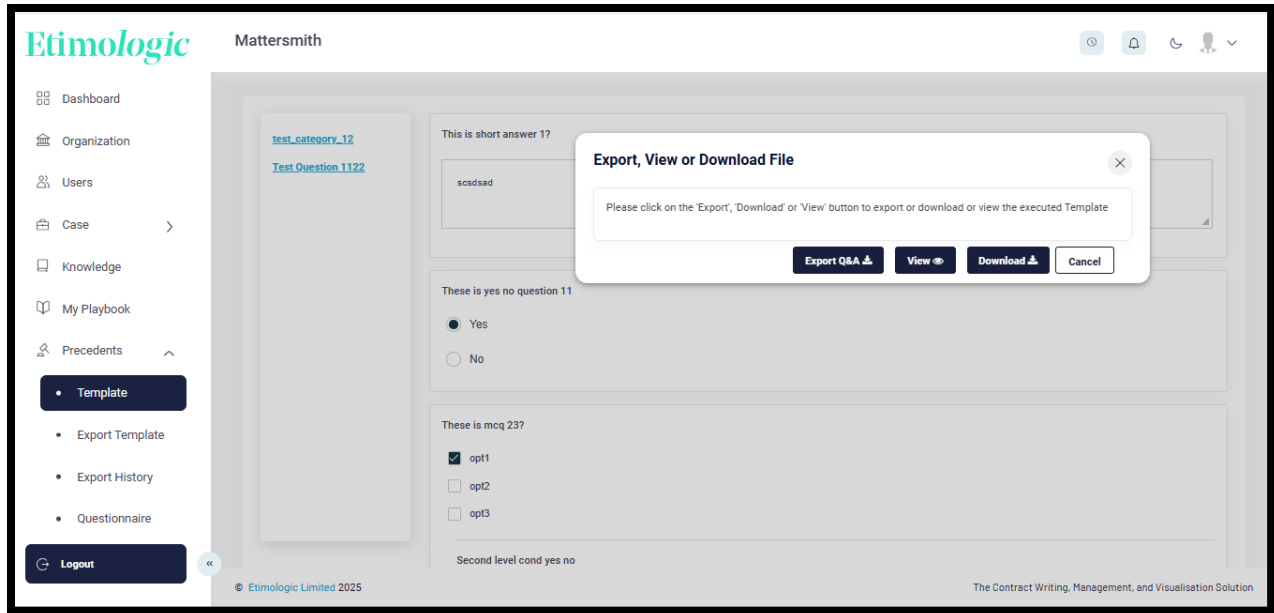 Etimologic
Mattersmith
Dashboard
Organization
Users
Case
Knowledge
My Playbook
Precedents
Template
Export Template
Export History
Questionnaire
Logout
test_category_12
Test Question 1122
This is short answer 1?
scsdsad
Export, View or Download File
Please click on the 'Export', 'Download' or 'View' button to export or download or view the executed Template
Export Q&A
View
Download
Cancel
These is yes no question 11
Yes
No
These is mcq 23?
opt1
opt2
opt3
Second level cond yes no
© Etimologic Limited 2025
The Contract Writing, Management, and Visualisation Solution